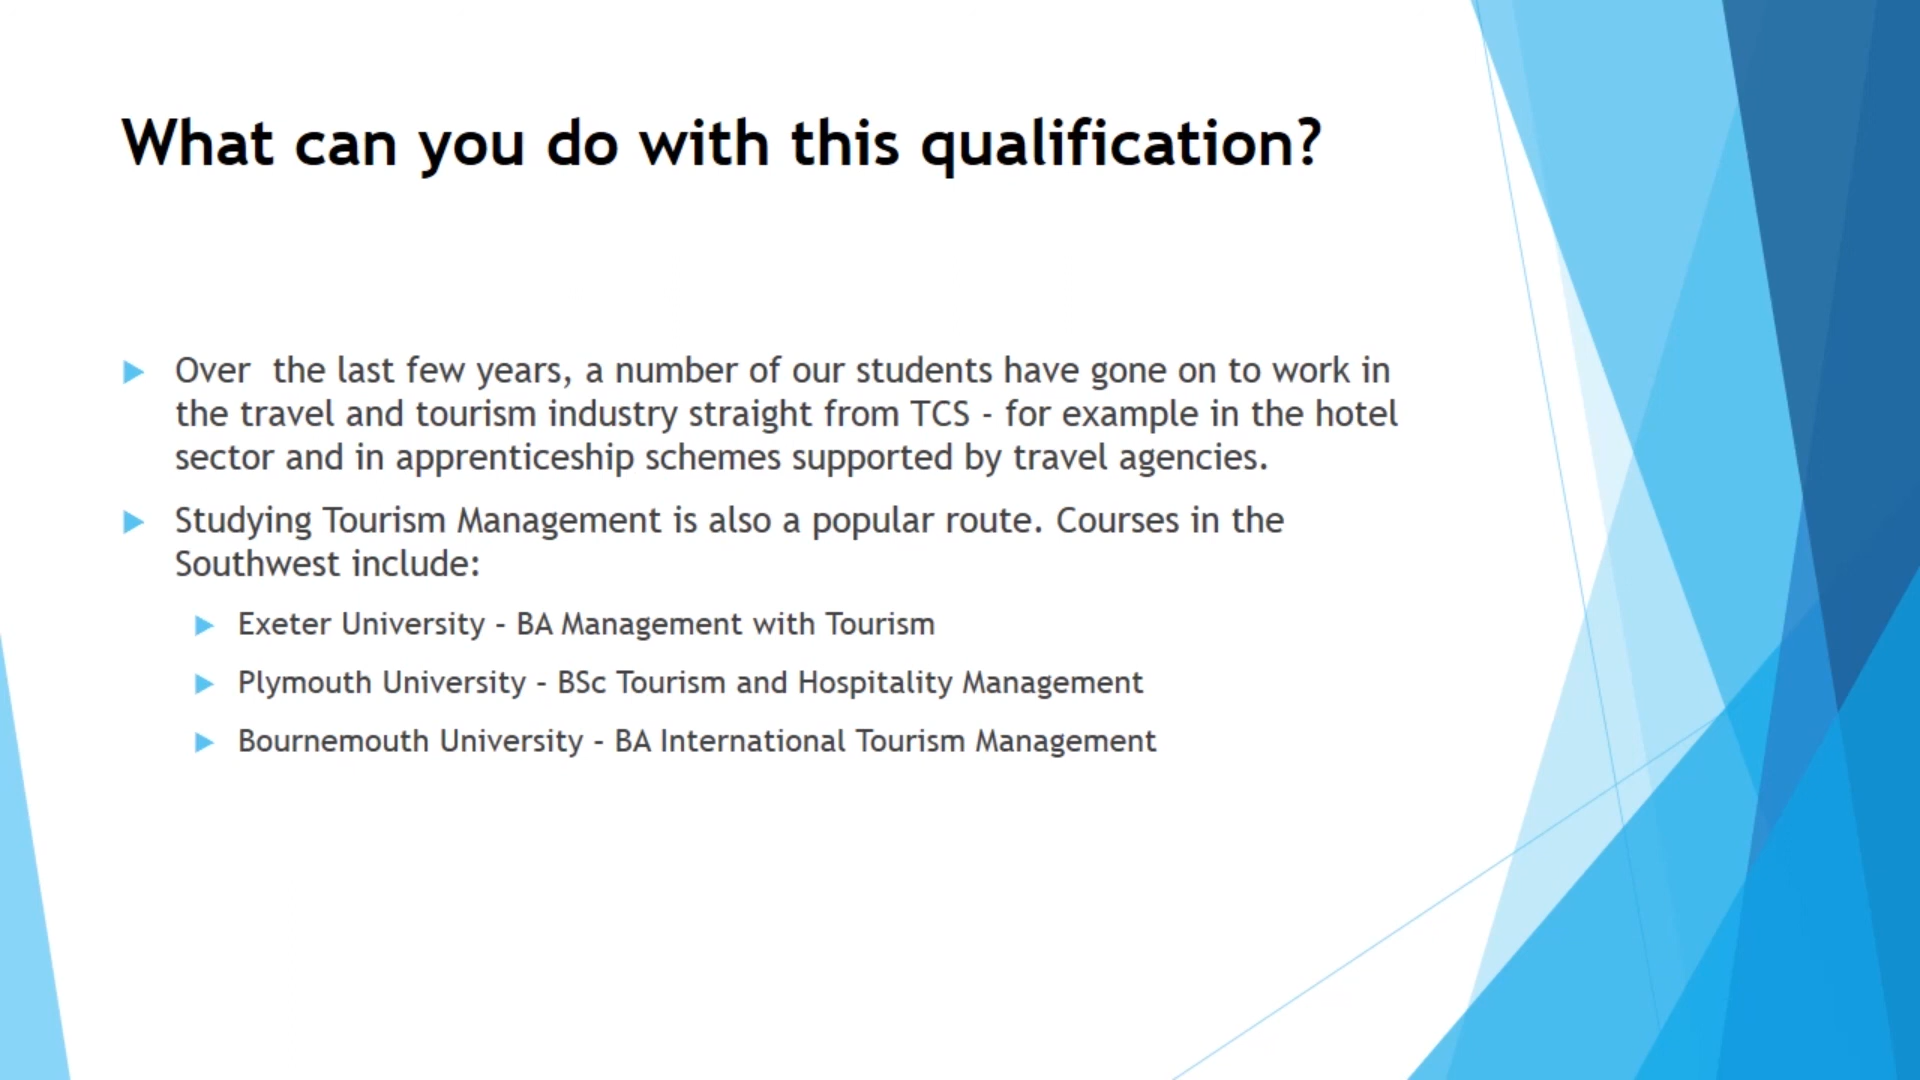 What can you do with this qualification?
Over  the last few years, a number of our students have gone on to work in
the travel and tourism industry straight from TCS - for example in the hotel
sector and in apprenticeship schemes supported by travel agencies.
Studying Tourism Management is also a popular route. Courses in the
Southwest include:
Exeter University – BA Management with Tourism
Plymouth University – BSc Tourism and Hospitality Management
Bournemouth University – BA International Tourism Management